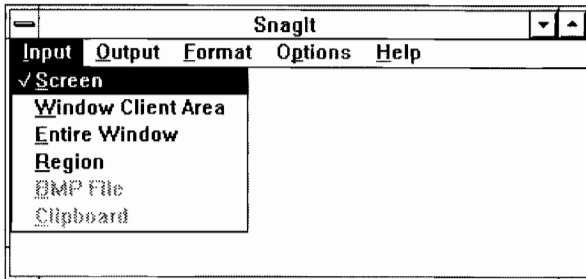 SnagIt
Input Output Format Options Help
√ Screen
Window Client Area
Entire Window
Region
BMP File
Clipboard